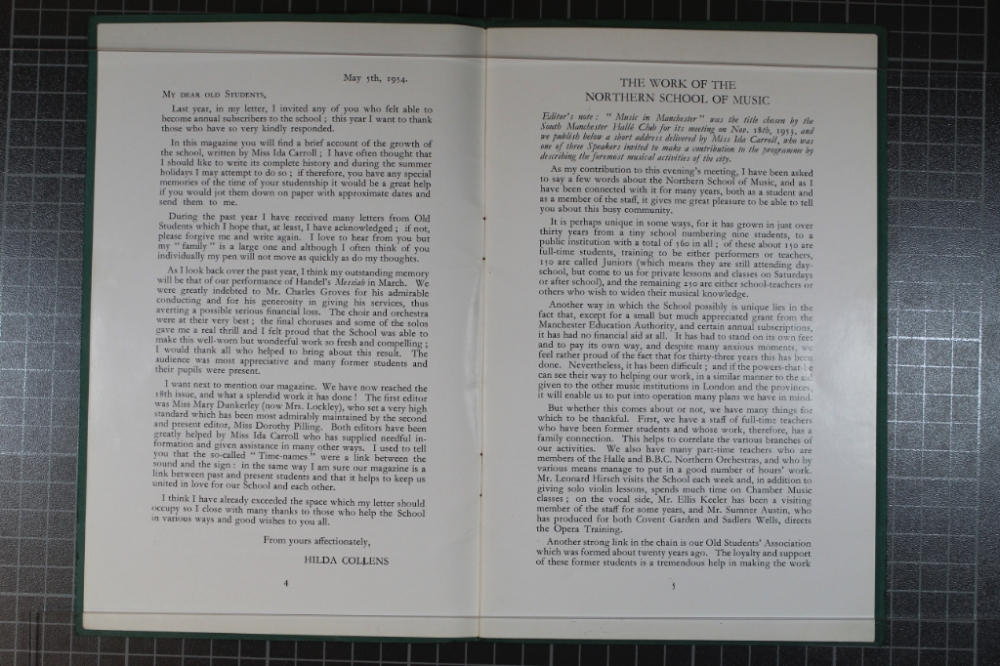 May 5th, 1954.
My dear old Students,
Last year, in my letter, I invited any of you who felt able to
become annual subscribers to the school ; this year I want to thank
those who have so very kindly responded.
In this magazine you will find a brief account of the growth of
the school, written by Miss Ida Carroll ; I have often thought that
I should like to write its complete history and during the summer
holidays I may attempt to do so ; if therefore, you have any special
memories of the time of your studentship it would be a great help
if you would jot them down on paper with approximate dates and
send them to me.
During the past year I have received many letters from Old
Students which I hope that, at least, I have acknowledged ; if not,
please forgive me and write again. I love to hear from you but
my " family " is a large one and although I often think of you
individually my pen will not move as quickly as do my thoughts.
As I look back over the past year, I think my outstanding memory
will be that of our performance of Handel's Messiah in March. We
were greatly indebted to Mr. Charles Groves for his admirable
conducting and for his generosity in giving his services, thus
averting a possible serious financial loss. The choir and orchestra
were at their very best ; the final choruses and some of the solos
gave me a real thrill and I felt proud that the School was able to
make this well-worn but wonderful work so fresh and compelling ;
I would thank all who helped to bring about this result. The
audience was most appreciative and many former students and
their pupils were present.
I want next to mention our magazine. We have now reached the
18th issue, and what a splendid work it has done ! The first editor
was Miss Mary Dunkerley (now Mrs. Lockley), who set a very high
standard which has been most admirably maintained by the second
and present editor, Miss Dorothy Pilling. Both editors have been
greatly helped by Miss Ida Carroll who has supplied needful in-
formation and given assistance in many other ways. I used to tell
you that the so-called " Time-names " were a link between the
sound and the sign : in the same way I am sure our magazine is a
link between past and present students and that it helps to keep us
united in love for our School and each other.
I think I have already exceeded the space which my letter should
occupy so I close with many thanks to those who help the School
in various ways and good wishes to you all.
From yours affectionately,
HILDA COLLENS
4
THE WORK OF THE
NORTHERN SCHOOL OF MUSIC
Editor's note : " Music in Manchester " was the title chosen by the
South Manchester Hallé Club for its meeting on Nov. 18th, 1953, and
we publish below a short address delivered by Miss Ida Carroll, who was
one of three Speakers invited to make a contribution to the programme by
describing the foremost musical activities of the city.
As my contribution to this evening's meeting, I have been asked
to say a few words about the Northern School of Music, and as I
have been connected with it for many years, both as a student and
as a member of the staff, it gives me great pleasure to be able to tell
you about this busy community.
It is perhaps unique in some ways, for it has grown in just over
thirty years from a tiny school numbering nine students, to a
public institution with a total of 560 in all ; of these about 150 are
full-time students, training to be either performers or teachers,
150 are called Juniors (which means they are still attending day-
school, but come to us for private lessons and classes on Saturdays
or after school), and the remaining 250 are either school-teachers or
others who wish to widen their musical knowledge.
Another way in which the School possibly is unique lies in the
fact that, except for a small but much appreciated grant from the
Manchester Education Authority, and certain annual subscriptions,
it has had no financial aid at all. It has had to stand on its own feet
and to pay its own way, and despite many anxious moments, we
feel rather proud of the fact that for thirty-three years this has been
done. Nevertheless, it has been difficult ; and if the powers-that-be
can see their way to helping our work, in a similar manner to the aid
given to the other music institutions in London and the provinces,
it will enable us to put into operation many plans we have in mind.
But whether this comes about or not, we have many things for
which to be thankful. First, we have a staff of full-time teachers
who have been former students and whose work, therefore, has a
family connection. This helps to correlate the various branches of
our activities. We also have many part-time teachers who are
members of the Halle and B.B.C. Northern Orchestras, and who by
various means manage to put in a good number of hours' work.
Mr. Leonard Hirsch visits the School each week and, in addition to
giving solo violin lessons, spends much time on Chamber Music
classes ; on the vocal side, Mr. Ellis Keeler has been a visiting
member of the staff for some years, and Mr. Sumner Austin, who
has produced for both Covent Garden and Sadlers Wells, directs
the Opera Training.
Another strong link in the chain is our Old Students' Association
which was formed about twenty years ago. The loyalty and support
of these former students is a tremendous help in making the work
5